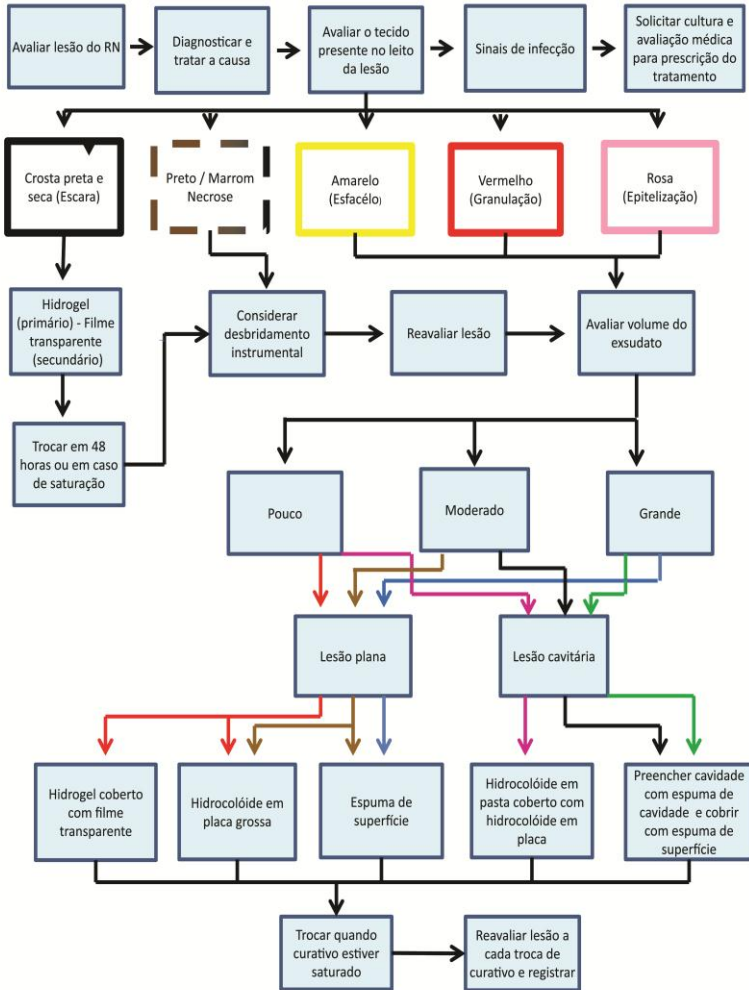 Avaliar lesão do RN
Diagnosticar e
tratar a causa
Avaliar o tecido
presente no leito
da lesão
Sinais de infecção
Solicitar cultura e
avaliação médica
para prescrição do
tratamento
Crosta preta e
seca (Escara)
Preto / Marrom
Necrose
Amarelo
(Esfacélo)
Vermelho
(Granulação)
Rosa
(Epitelização)
Hidrogel
(primário) - Filme
transparente
(secundário)
Considerar
desbridamento
instrumental
Reavaliar lesão
Avaliar volume do
exsudato
Trocar em 48
horas ou em caso
de saturação
Pouco
Moderado
Grande
Lesão plana
Lesão cavitária
Hidrogel coberto
com filme
transparente
Hidrocolóide em
placa grossa
Espuma de
superfície
Hidrocolóide em
pasta coberto com
hidrocolóide em
placa
Preencher cavidade
com espuma de
cavidade e cobrir
com espuma de
superfície
Trocar quando
curativo estiver
saturado
Reavaliar lesão a
cada troca de
curativo e registrar